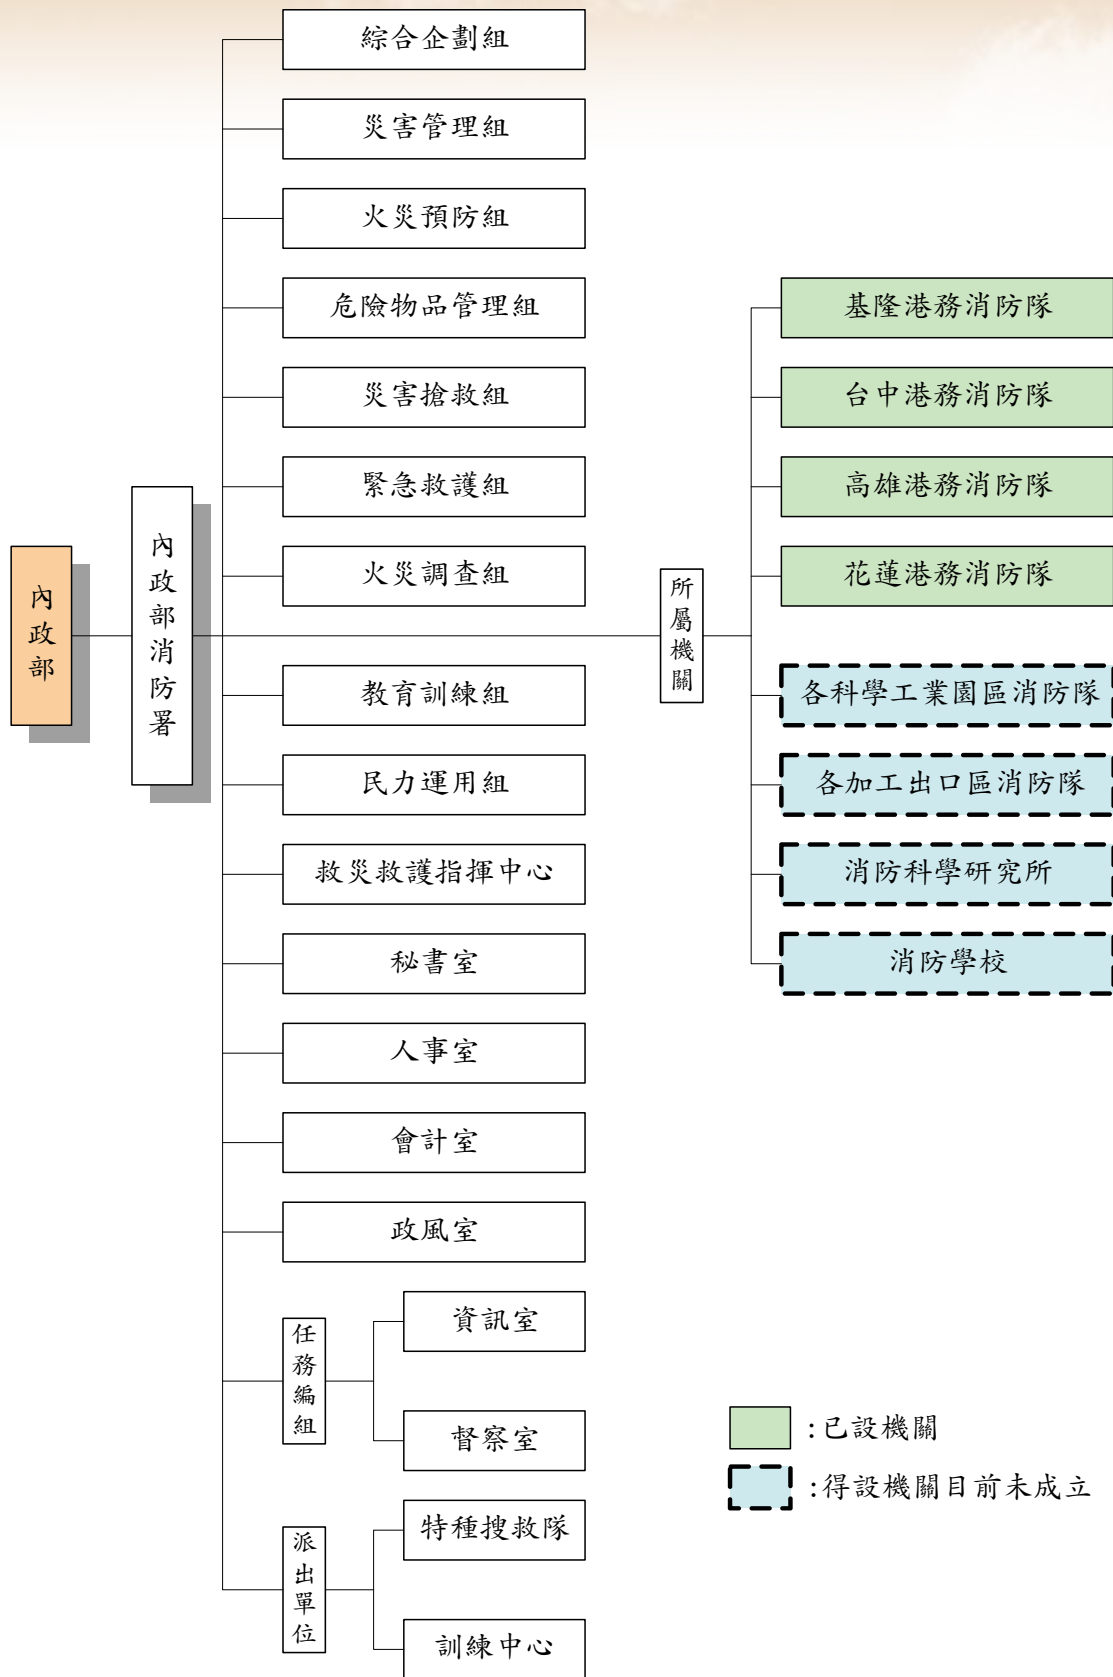 內政部
內政部消防署
綜合企劃組
災害管理組
火災預防組
危險物品管理組
災害搶救組
緊急救護組
火災調查組
教育訓練組
民力運用組
救災救護指揮中心
秘書室
人事室
會計室
政風室
任務編組
資訊室
督察室
派出單位
特種搜救隊
訓練中心
所屬機關
基隆港務消防隊
台中港務消防隊
高雄港務消防隊
花蓮港務消防隊
各科學工業園區消防隊
各加工出口區消防隊
消防科學研究所
消防學校
:已設機關
:得設機關目前未成立